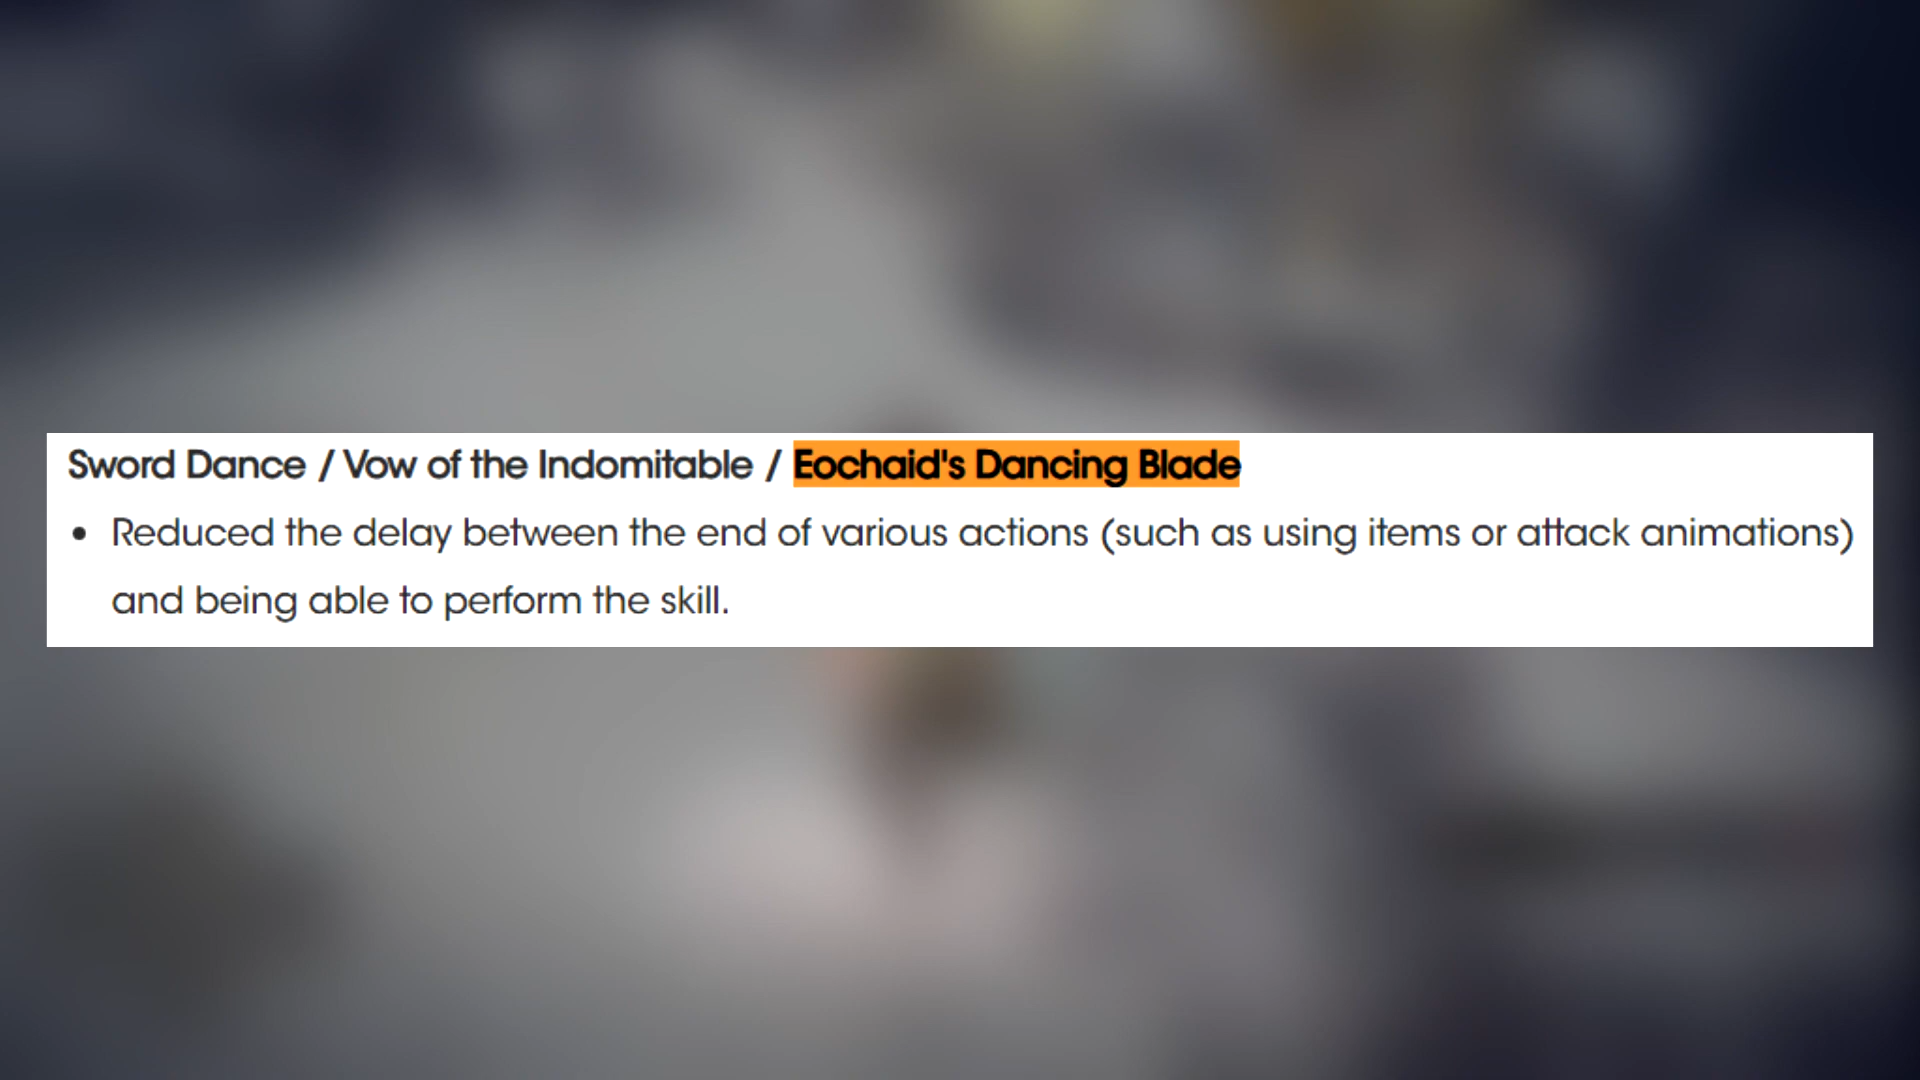 Sword Dance / Vow of the Indomitable / Eochaid's Dancing Blade
• Reduced the delay between the end of various actions (such as using items or attack animations)
and being able to perform the skill.